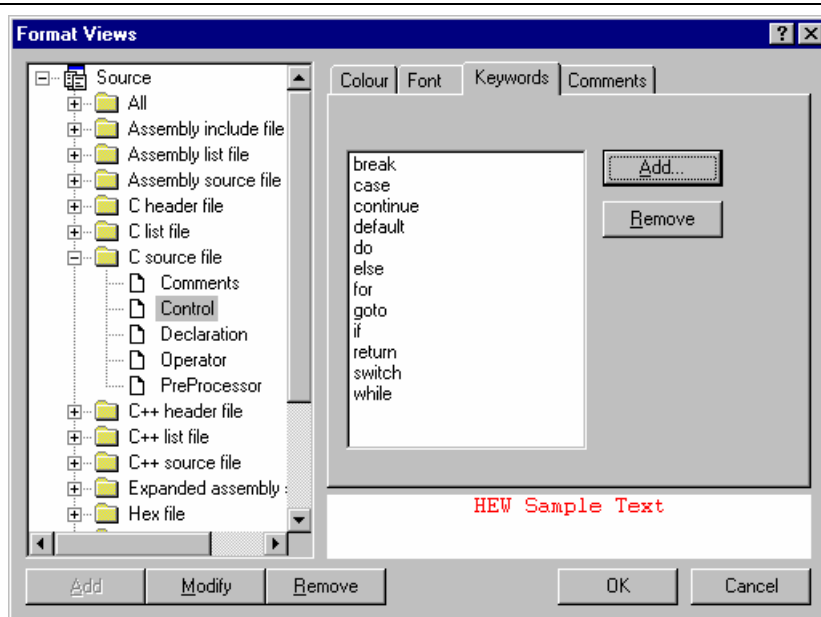 Format Views
Source
All
Assembly include file
Assembly list file
Assembly source file
C header file
C list file
C source file
Comments
Control
Declaration
Operator
PreProcessor
C++ header file
C++ list file
C++ source file
Expanded assembly
Hex file
Colour
Font
Keywords
Comments
break
case
continue
default
do
else
for
goto
if
return
switch
while
Add...
Remove
HEW Sample Text
Add
Modify
Remove
OK
Cancel